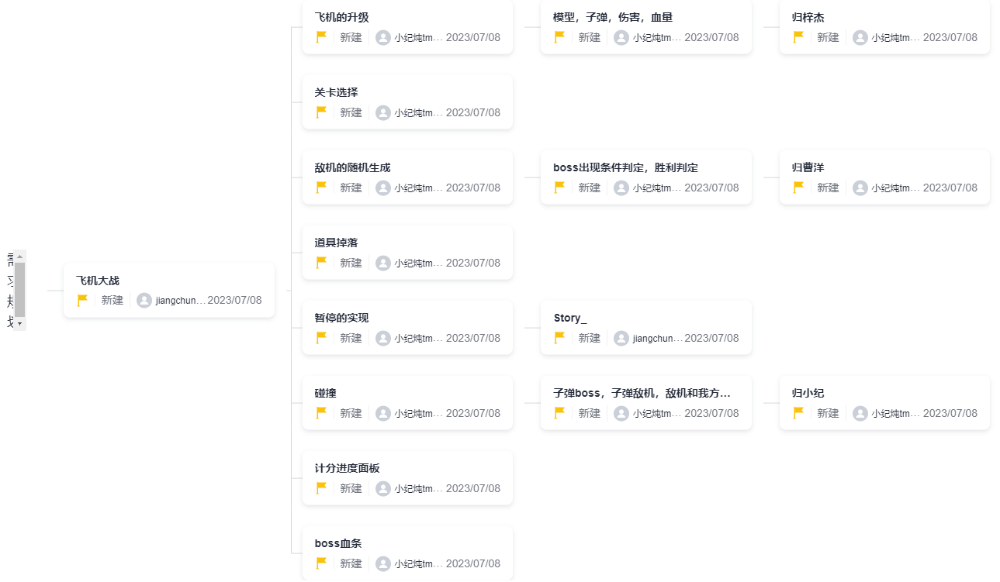 飞机的升级
新建 小纪炖tm... 2023/07/08
模型，子弹，伤害，血量
新建 小纪炖tm... 2023/07/08
归梓杰
新建 小纪炖tm... 2023/07/08
关卡选择
新建 小纪炖tm... 2023/07/08
敌机的随机生成
新建 小纪炖tm... 2023/07/08
boss出现条件判定，胜利判定
新建 小纪炖tm... 2023/07/08
归曹洋
新建 小纪炖tm... 2023/07/08
道具掉落
新建 小纪炖tm... 2023/07/08
飞机大战
新建 jiangchun... 2023/07/08
暂停的实现
新建 小纪炖tm... 2023/07/08
Story_
新建 jiangchun... 2023/07/08
碰撞
新建 小纪炖tm... 2023/07/08
子弹boss，子弹敌机，敌机和我方...
新建 小纪炖tm... 2023/07/08
归小纪
新建 小纪炖tm... 2023/07/08
计分进度面板
新建 小纪炖tm... 2023/07/08
boss血条
新建 小纪炖tm... 2023/07/08